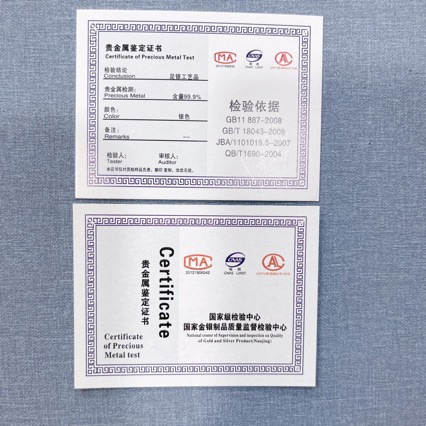 贵金属鉴定证书
Certificate of Precious Metal Test
检验结论
Conclusion 足银工艺品
贵金属检测:
Precious Metal 含量99.9%
颜色:
Color 银色
备注:
Remarks --
检验人: 审核人:
Tester Auditor
MA
CNAS
CAL
检验依据
GB11 887-2008
GB/T 18043-2008
JBA/1101018.5-2007
QB/T1690-2004
贵金属鉴定证书
Certificate
Certificate
of Precious
Metal test
MA
CNAS
CAL
国家级检验中心
国家金银制品质量监督检验中心
National center of Supervision and inspection on Quality
of Gold and Silver Product(Nanjing)